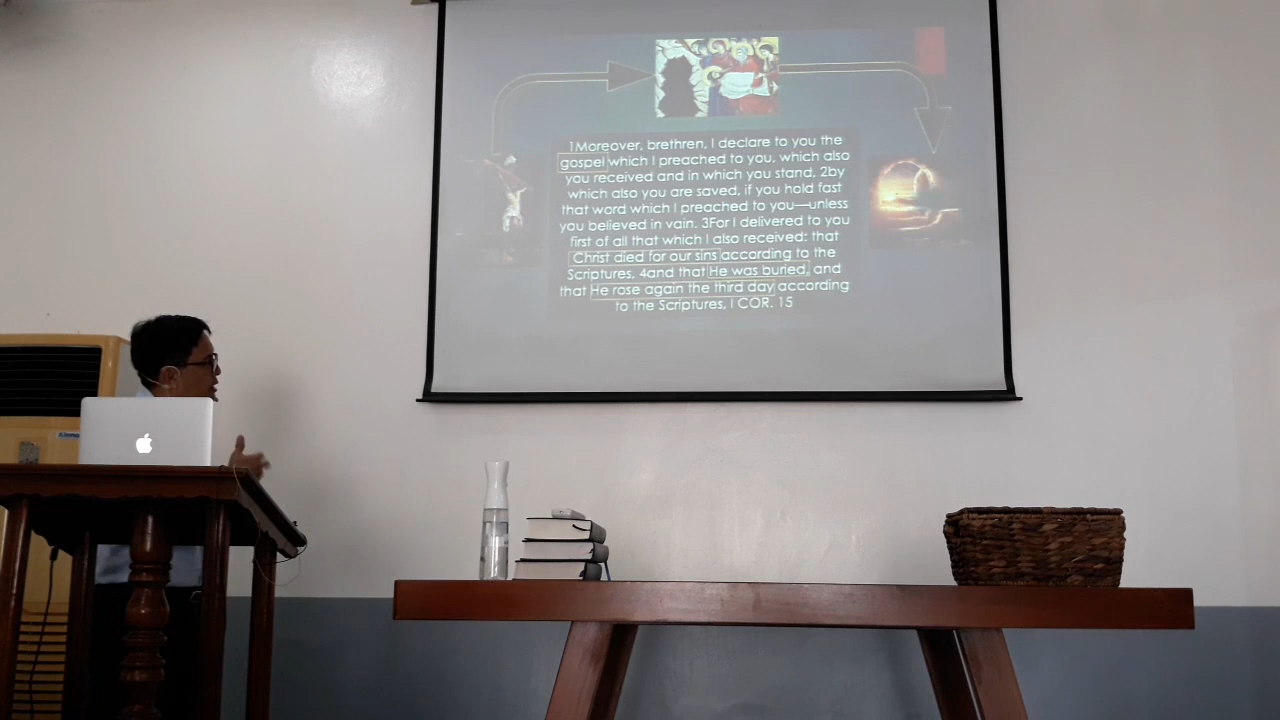 1Moreover, brethren, I declare to you the
gospel which I preached to you, which also
you received and in which you stand, 2by
which also you are saved, if you hold fast
that word which I preached to you—unless
you believed in vain. 3For I delivered to you
first of all that which I also received: that
Christ died for our sins according to the
Scriptures, 4and that He was buried, and
that He rose again the third day according
to the Scriptures, I COR. 15